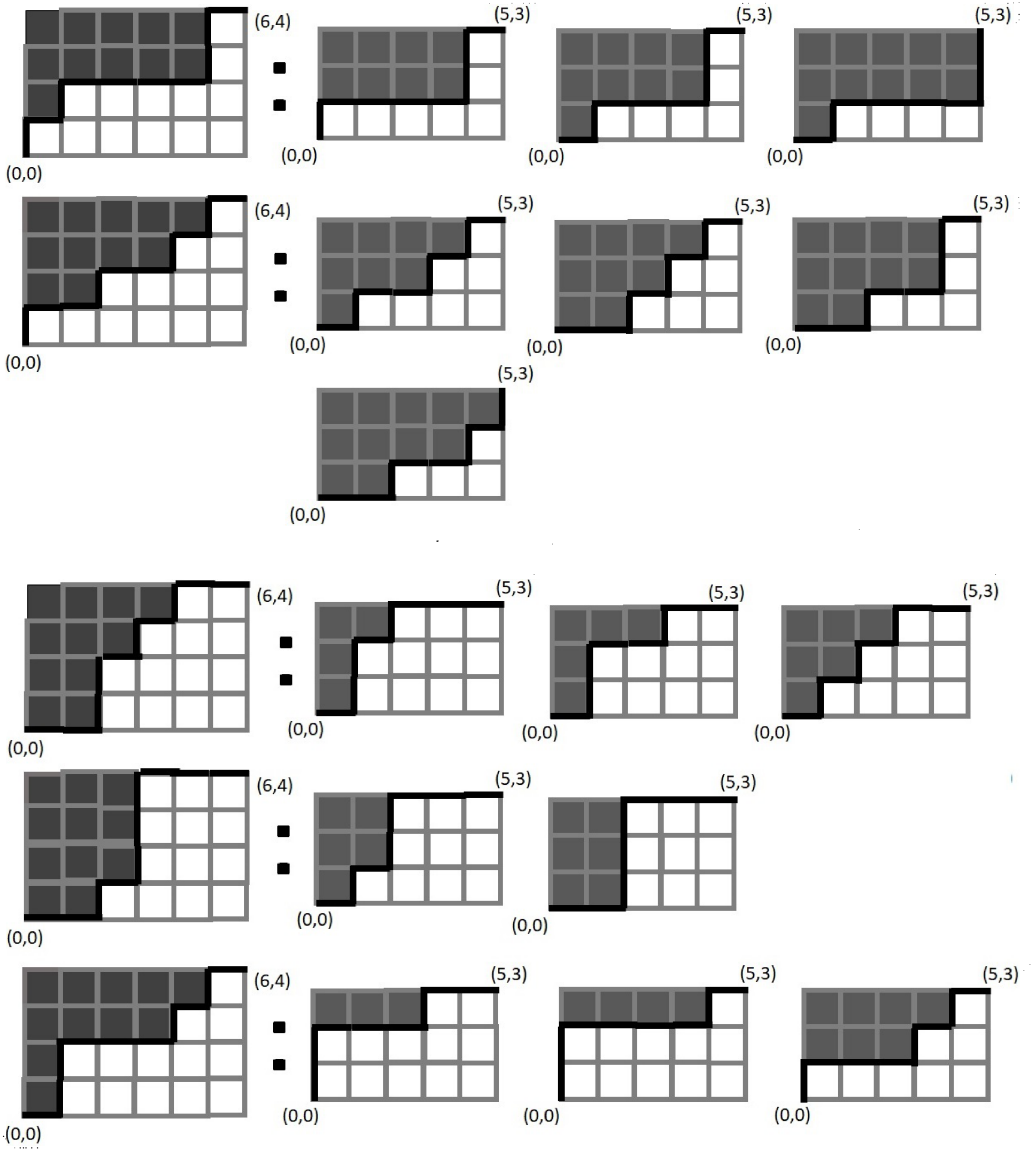 (6,4) (5,3) (5,3) (5,3)
(0,0) (0,0) (0,0) (0,0)
(6,4) (5,3) (5,3) (5,3)
(0,0) (0,0) (0,0) (0,0)
(5,3)
(0,0)
(6,4) (5,3) (5,3) (5,3)
(0,0) (0,0) (0,0) (0,0)
(6,4) (5,3) (5,3)
(0,0) (0,0) (0,0)
(6,4) (5,3) (5,3) (5,3)
(0,0) (0,0) (0,0) (0,0)